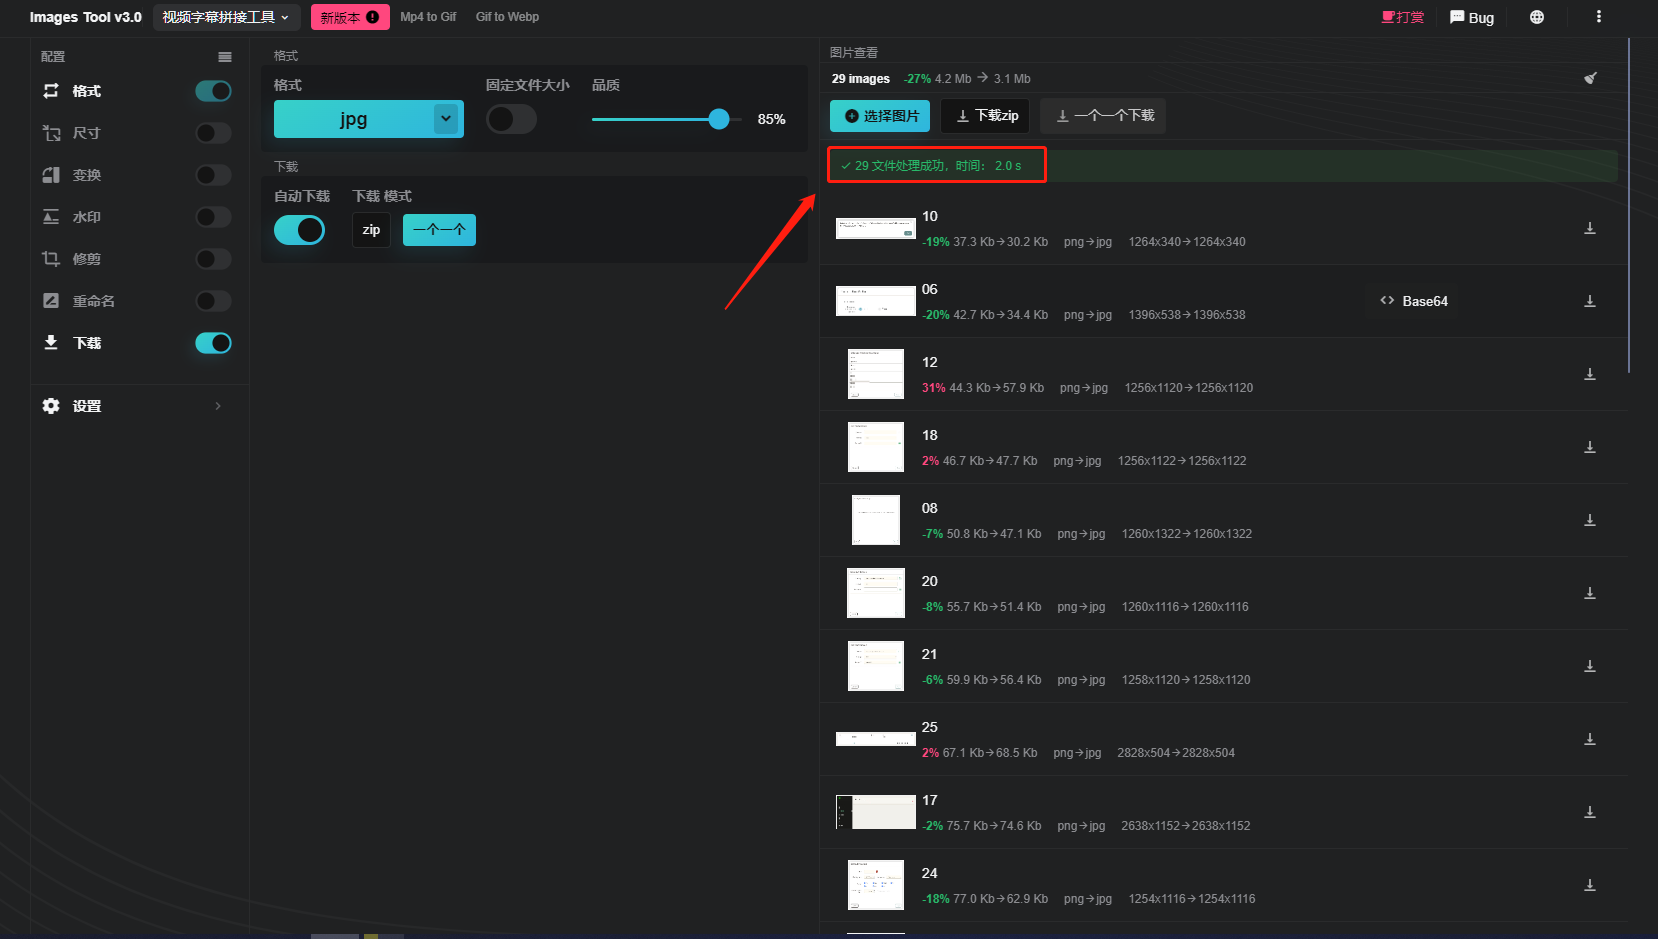 Images Tool v3.0 视频字幕拼接工具 新版本 Mp4 to Gif Gif to Webp 打赏 Bug
配置
格式
尺寸
变换
水印
修剪
重命名
下载
设置
格式
格式 固定文件大小 品质
jpg 85%
下载
自动下载 下载 模式
zip 一个一个
图片查看
29 images -27% 4.2 Mb → 3.1 Mb
选择图片 下载zip 一个一个下载
✓ 29 文件处理成功, 时间: 2.0 s
10
-19% 37.3 Kb→30.2 Kb png→jpg 1264x340→1264x340
06
-20% 42.7 Kb→34.4 Kb png→jpg 1396x538→1396x538
<> Base64
12
31% 44.3 Kb→57.9 Kb png→jpg 1256x1120→1256x1120
18
2% 46.7 Kb→47.7 Kb png→jpg 1256x1122→1256x1122
08
-7% 50.8 Kb→47.1 Kb png→jpg 1260x1322→1260x1322
20
-8% 55.7 Kb→51.4 Kb png→jpg 1260x1116→1260x1116
21
-6% 59.9 Kb→56.4 Kb png→jpg 1258x1120→1258x1120
25
2% 67.1 Kb→68.5 Kb png→jpg 2828x504→2828x504
17
-2% 75.7 Kb→74.6 Kb png→jpg 2638x1152→2638x1152
24
-18% 77.0 Kb→62.9 Kb png→jpg 1254x1116→1254x1116